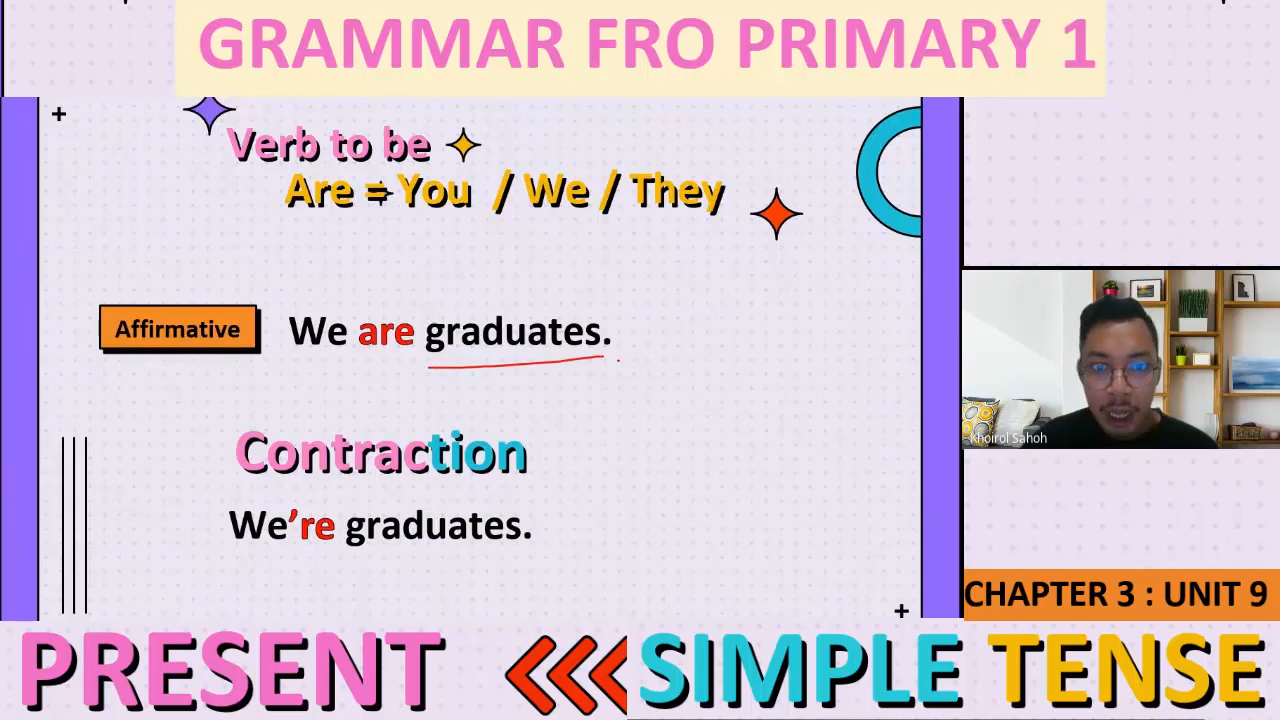 GRAMMAR FRO PRIMARY 1
Verb to be
Are = You / We / They
Affirmative
We are graduates.
Contraction
We’re graduates.
Khoirol Sahoh
CHAPTER 3 : UNIT 9
PRESENT
SIMPLE TENSE